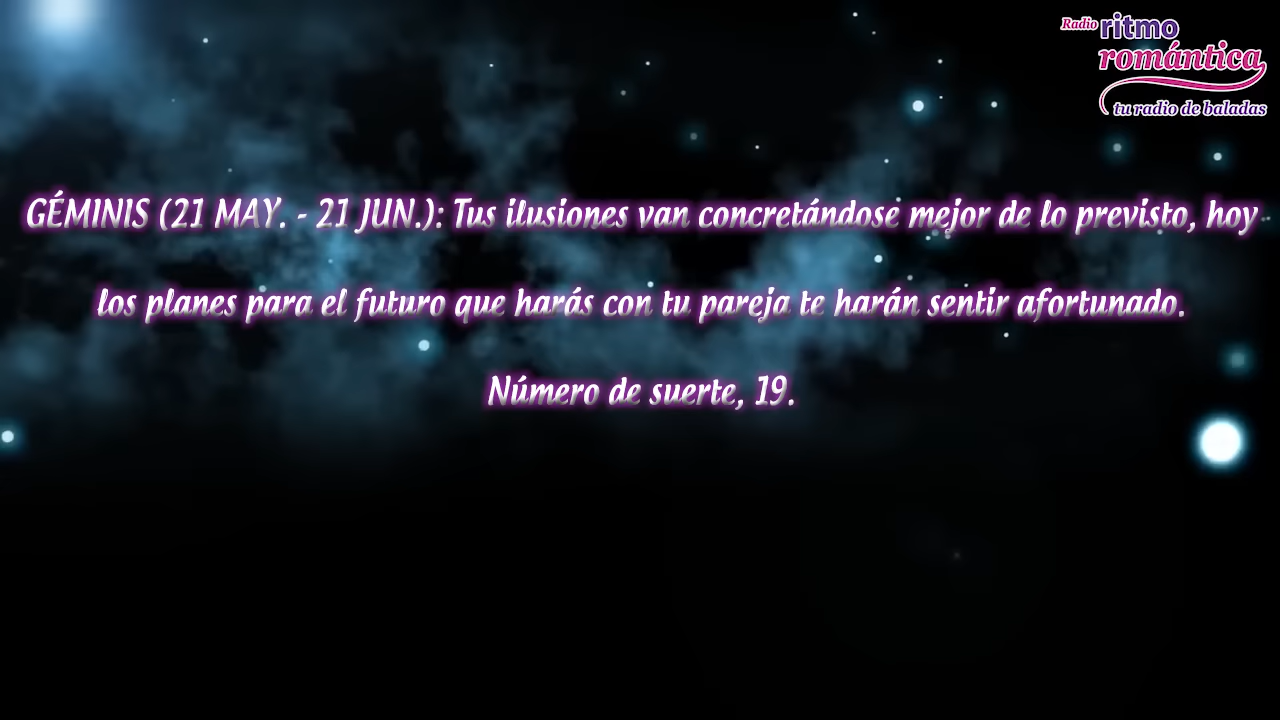 Radio ritmo
romántica
tu radio de baladas
GÉMINIS (21 MAY. - 21 JUN.): Tus ilusiones van concretándose mejor de lo previsto, hoy
los planes para el futuro que harás con tu pareja te harán sentir afortunado.
Número de suerte, 19.